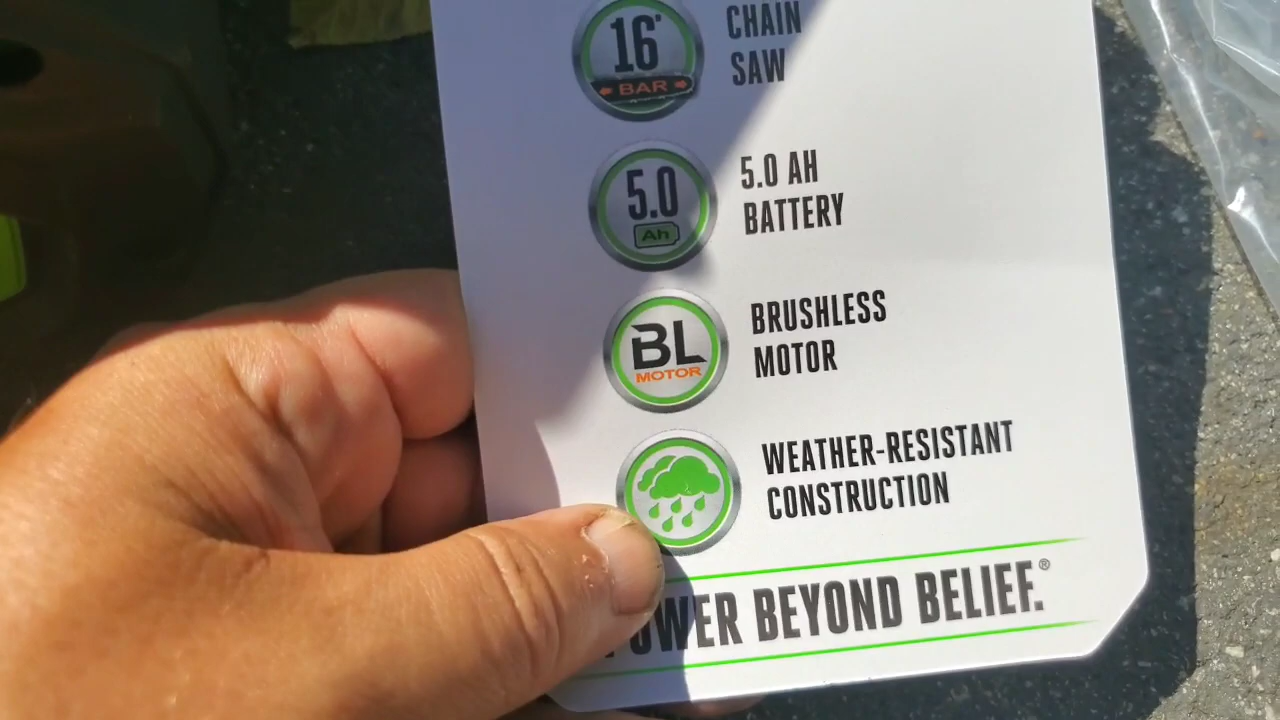 16"
BAR
CHAIN
SAW
5.0
Ah
5.0 AH
BATTERY
BL
MOTOR
BRUSHLESS
MOTOR
WEATHER-RESISTANT
CONSTRUCTION
POWER BEYOND BELIEF.®